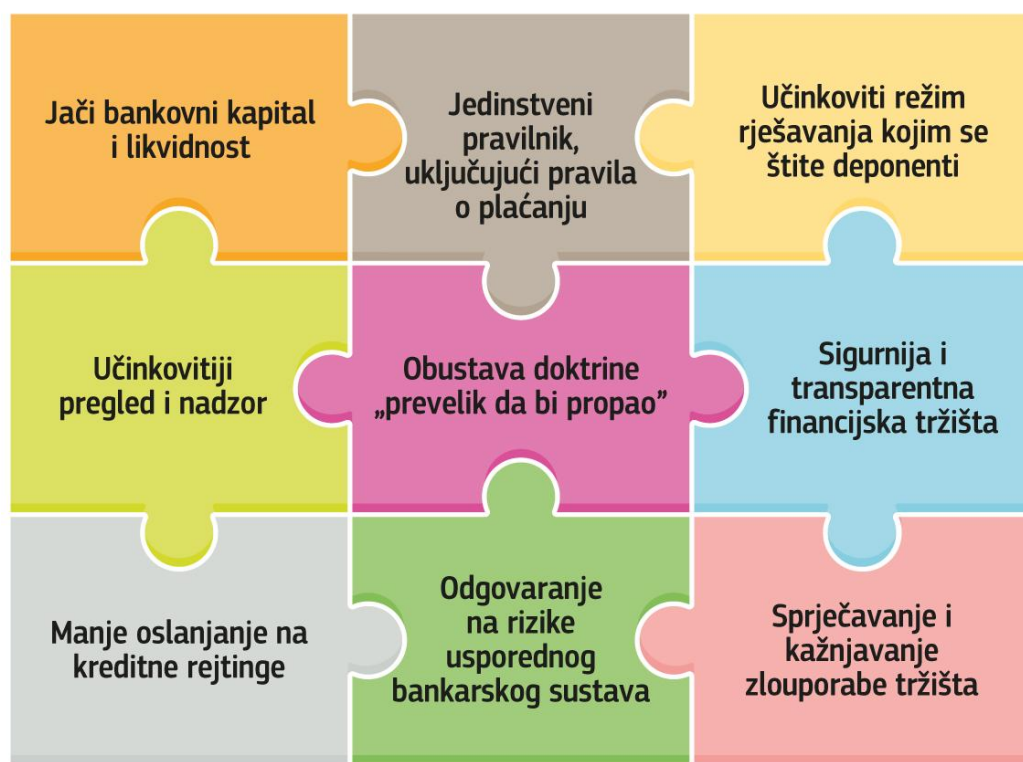 Jači bankovni kapital
i likvidnost
Jedinstveni
pravilnik,
uključujući pravila
o plaćanju
Učinkoviti režim
rješavanja kojim se
štite deponenti
Učinkovitiji
pregled i nadzor
Obustava doktrine
„prevelik da bi propao”
Sigurnija i
transparentna
financijska tržišta
Manje oslanjanje na
kreditne rejtinge
Odgovaranje
na rizike
usporednog
bankarskog sustava
Sprječavanje i
kažnjavanje
zlouporabe tržišta